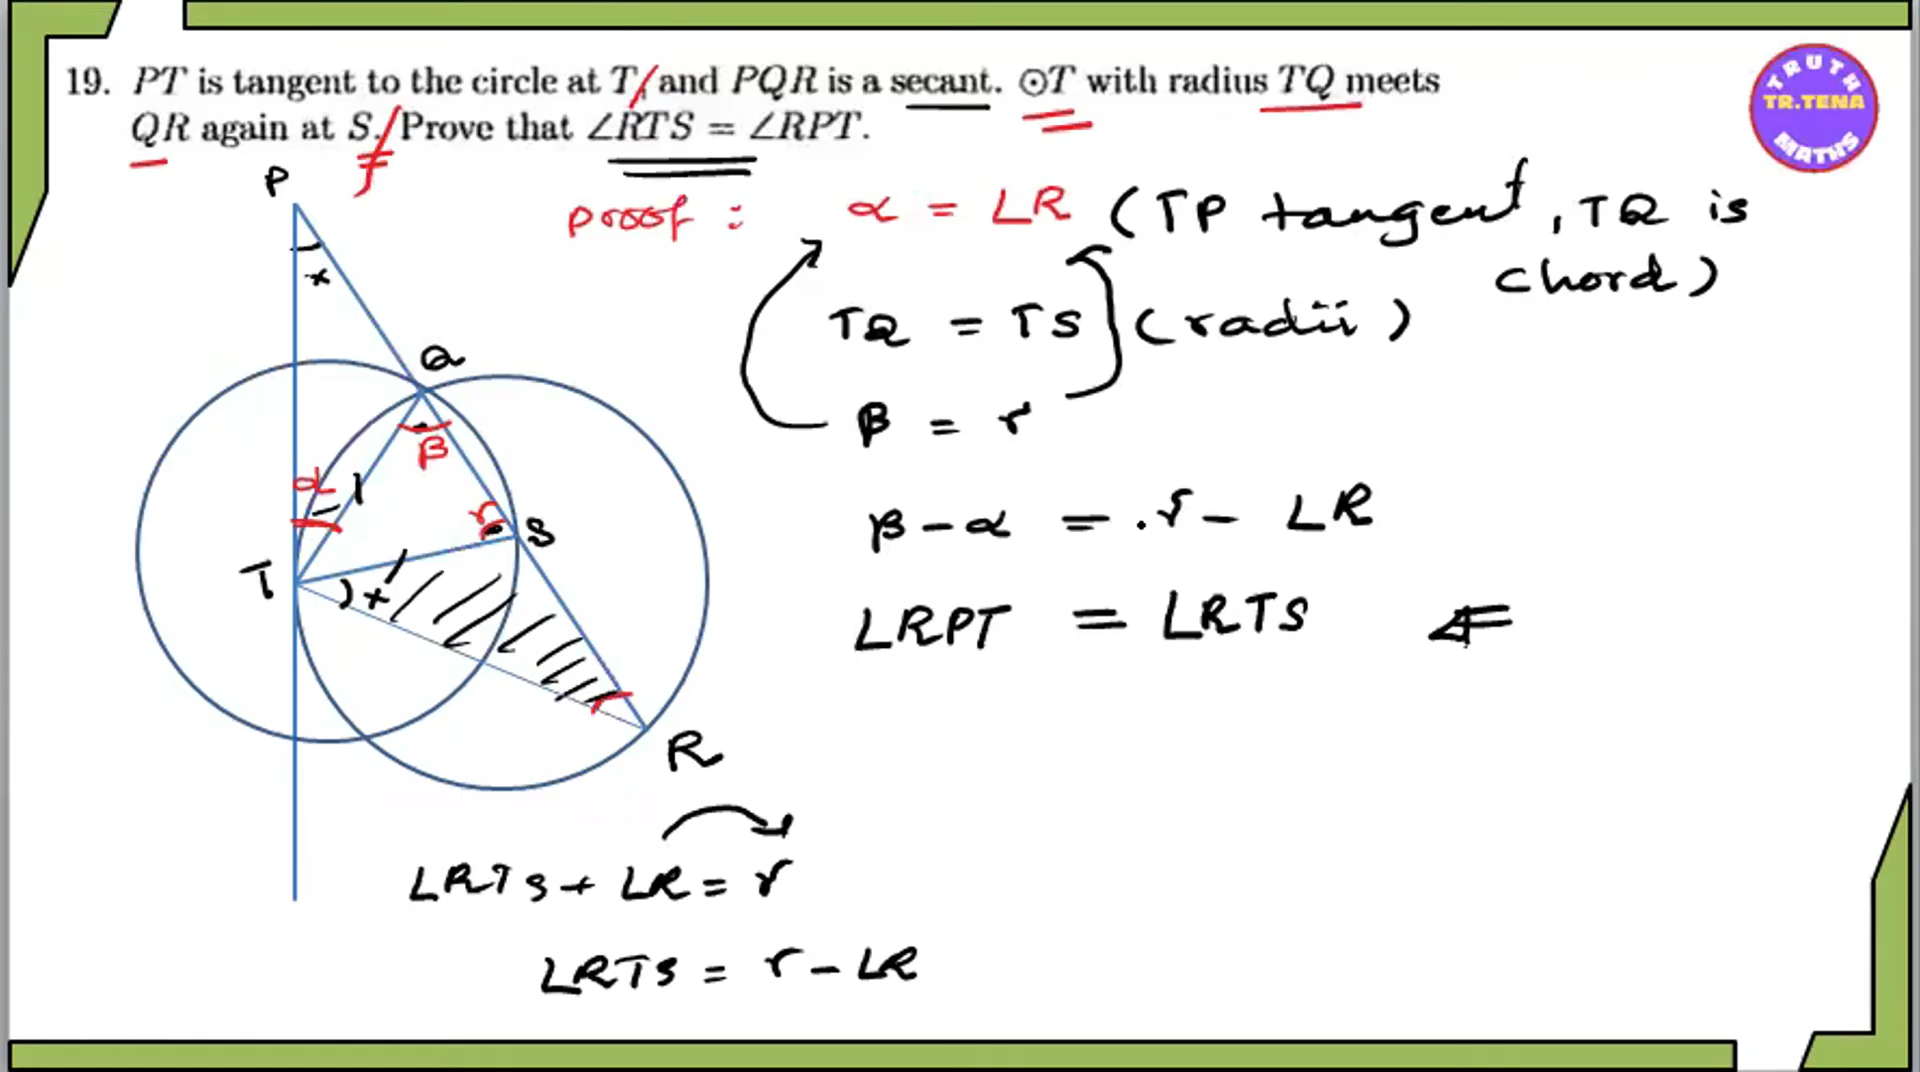 19. PT is tangent to the circle at T, and PQR is a secant. ⊙T with radius TQ meets
QR again at S. Prove that ∠RTS = ∠RPT.
TRUTH
TR.TENA
MATHS
P
x
Q
β
α
r
S
T
x
r
R
proof : α = ∠R (TP tangent, TQ is
chord)
TQ = TS (radii)
β = r
β - α = r - ∠R
∠RPT = ∠RTS
∠RTS + ∠R = r
∠RTS = r - ∠R